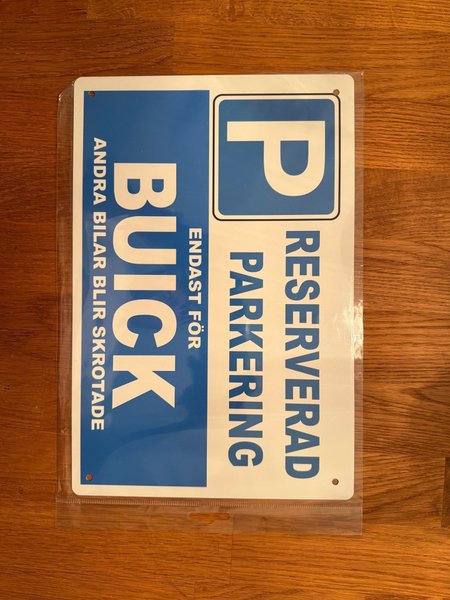 P
RESERVERAD
PARKERING
ENDAST FÖR
BUICK
ANDRA BILAR BLIR SKROTADE